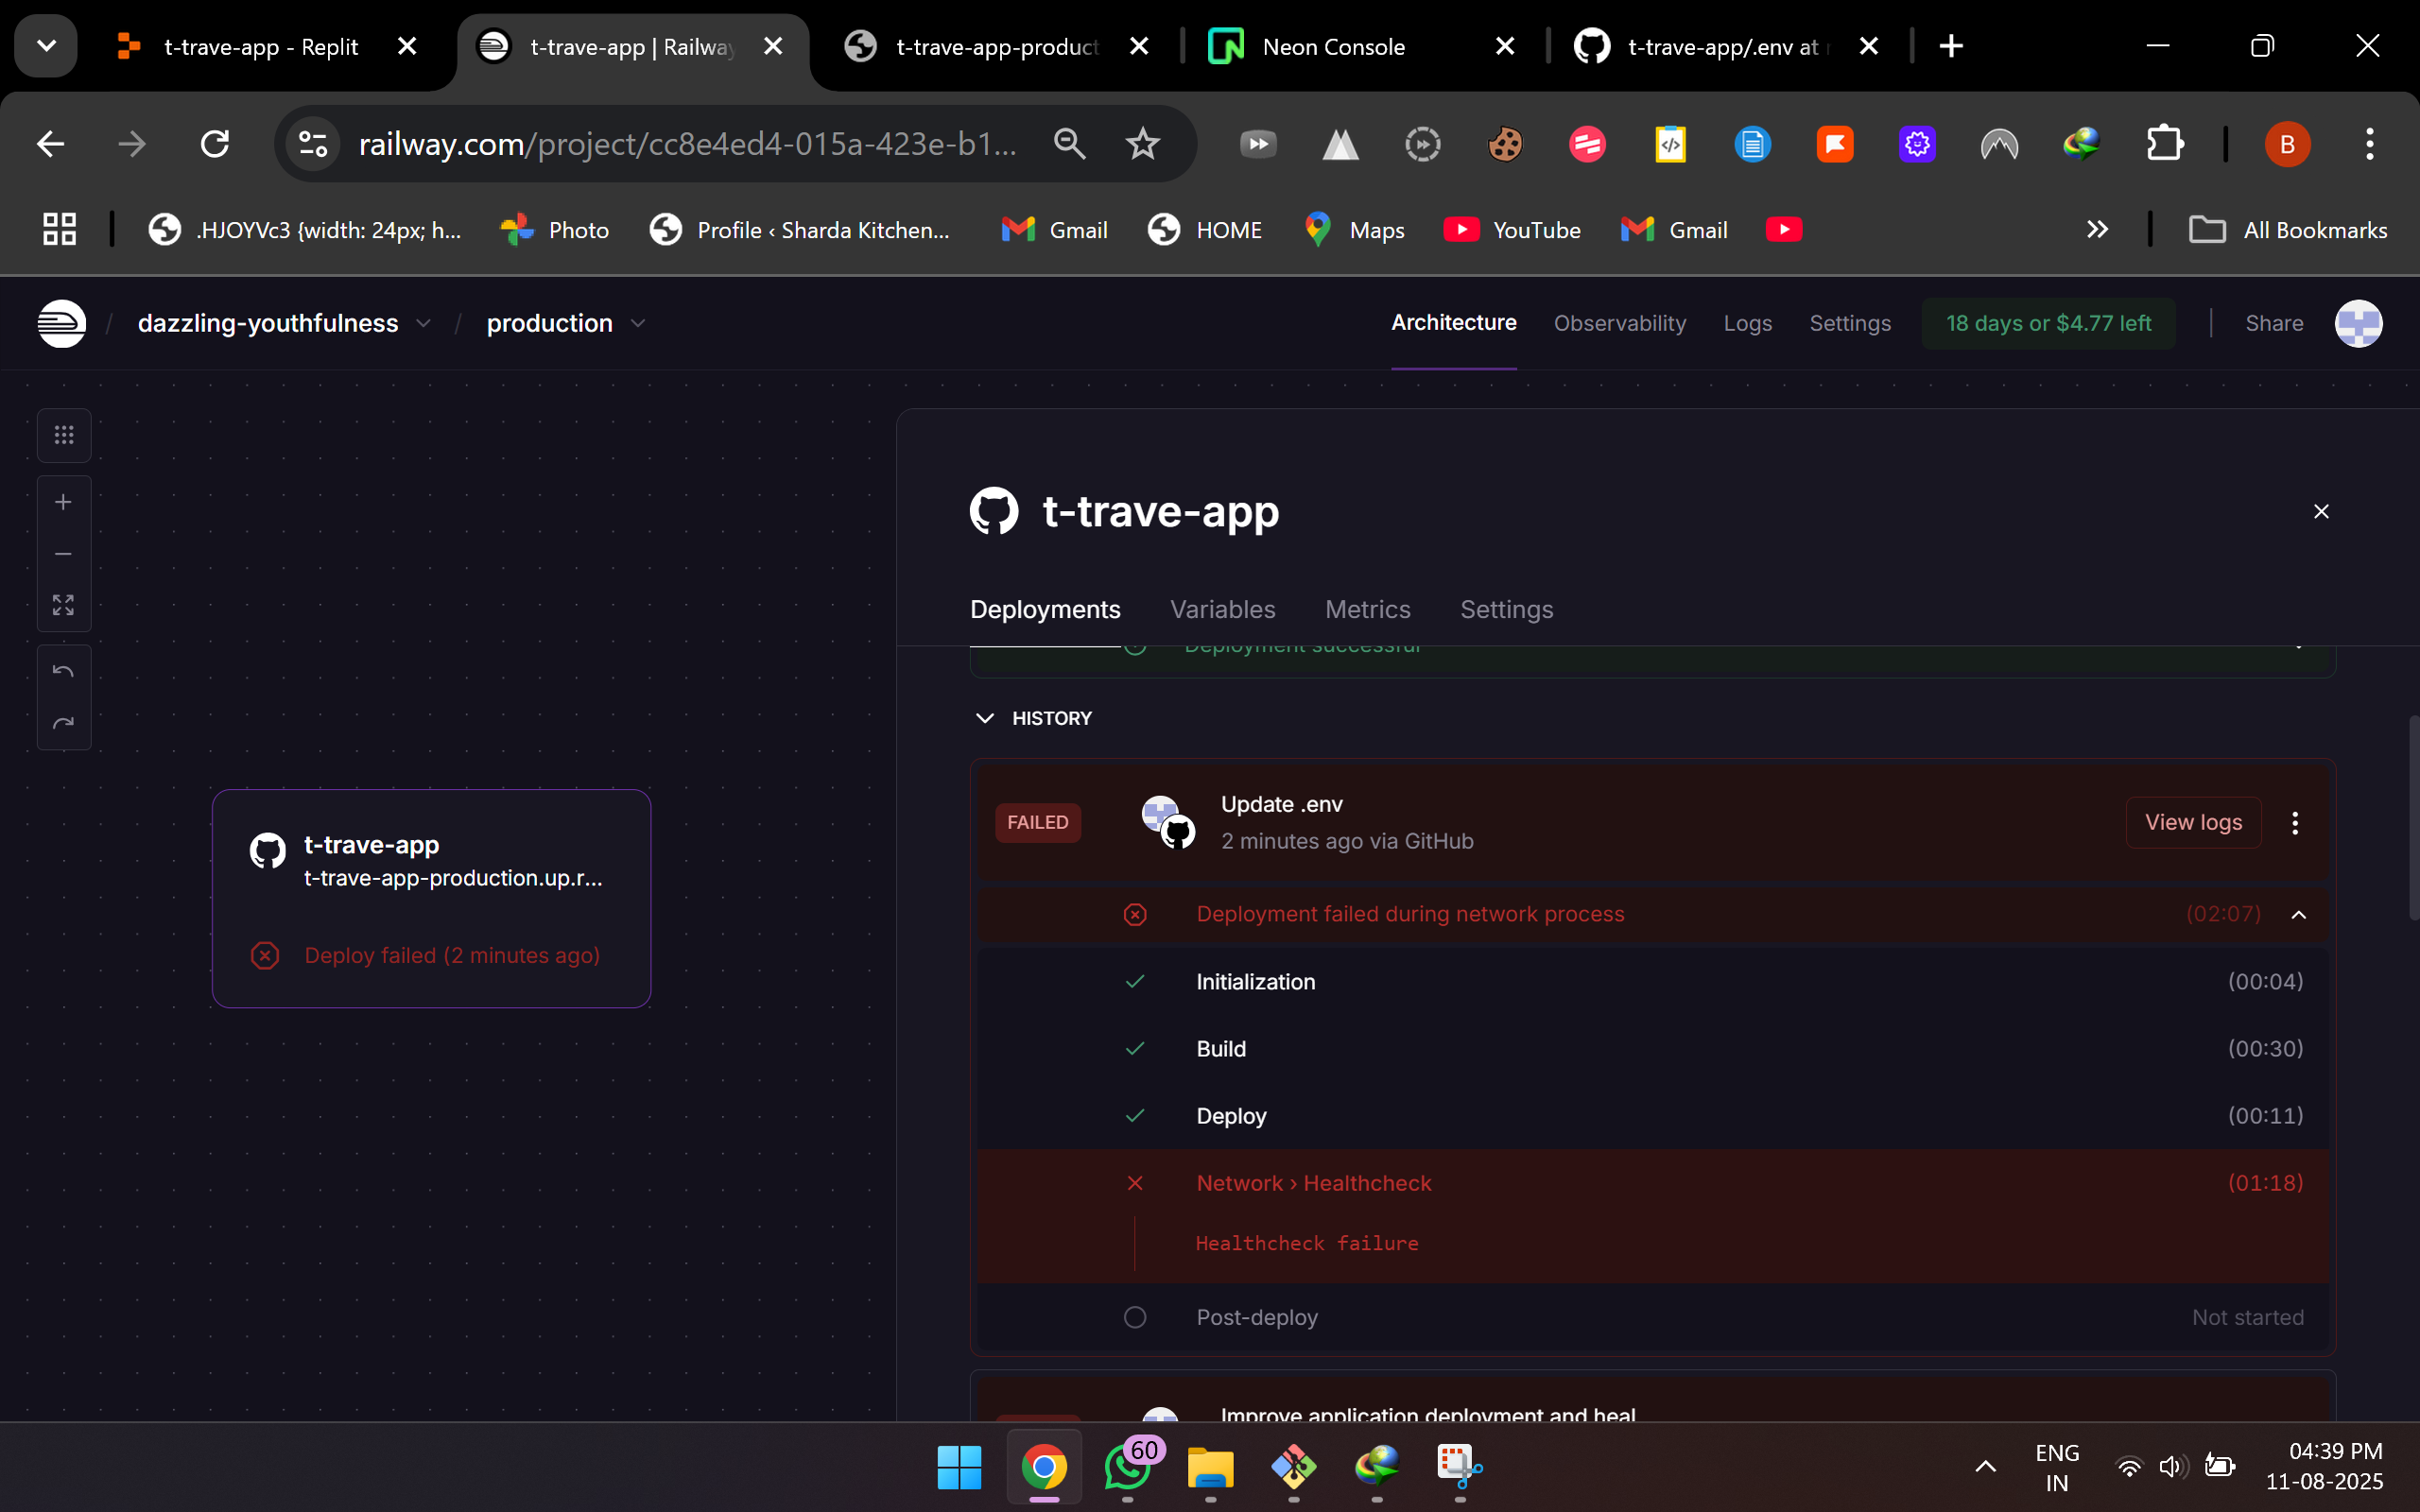 t-trave-app - Replit
t-trave-app | Railway
t-trave-app-product
Neon Console
t-trave-app/.env at
railway.com/project/cc8e4ed4-015a-423e-b1...
B
.HJOYVc3 {width: 24px; h...
Photo
Profile ‹ Sharda Kitchen...
Gmail
HOME
Maps
YouTube
Gmail
All Bookmarks
/ dazzling-youthfulness / production
Architecture
Observability
Logs
Settings
18 days or $4.77 left
Share
t-trave-app
Deployments
Variables
Metrics
Settings
Deployment successful
HISTORY
FAILED
Update .env
2 minutes ago via GitHub
View logs
Deployment failed during network process (02:07)
Initialization (00:04)
Build (00:30)
Deploy (00:11)
Network › Healthcheck (01:18)
Healthcheck failure
Post-deploy Not started
Improve application deployment and heal
t-trave-app
t-trave-app-production.up.r...
Deploy failed (2 minutes ago)
60
ENG
IN
04:39 PM
11-08-2025